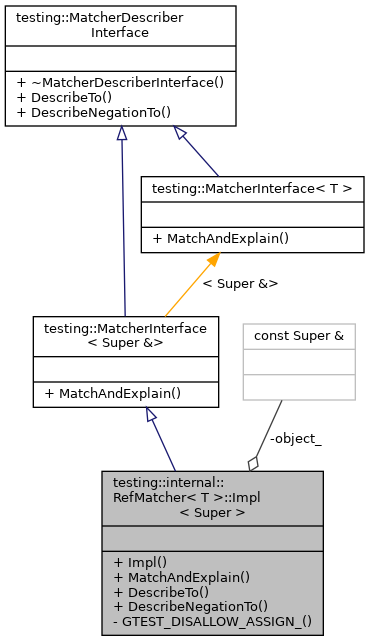 testing::MatcherDescriber
Interface
+ ~MatcherDescriberInterface()
+ DescribeTo()
+ DescribeNegationTo()
testing::MatcherInterface< T >
+ MatchAndExplain()
< Super &>
testing::MatcherInterface
< Super &>
+ MatchAndExplain()
const Super &
-object_
testing::internal::
RefMatcher< T >::Impl
< Super >
+ Impl()
+ MatchAndExplain()
+ DescribeTo()
+ DescribeNegationTo()
- GTEST_DISALLOW_ASSIGN_()